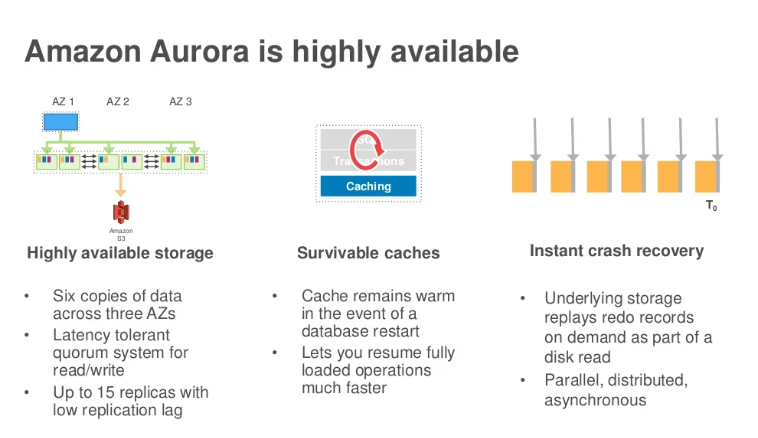 Amazon Aurora is highly available
AZ 1 AZ 2 AZ 3
Amazon
S3
Highly available storage
• Six copies of data
across three AZs
• Latency tolerant
quorum system for
read/write
• Up to 15 replicas with
low replication lag
Transactions
Caching
Survivable caches
• Cache remains warm
in the event of a
database restart
• Lets you resume fully
loaded operations
much faster
T0
Instant crash recovery
• Underlying storage
replays redo records
on demand as part of a
disk read
• Parallel, distributed,
asynchronous